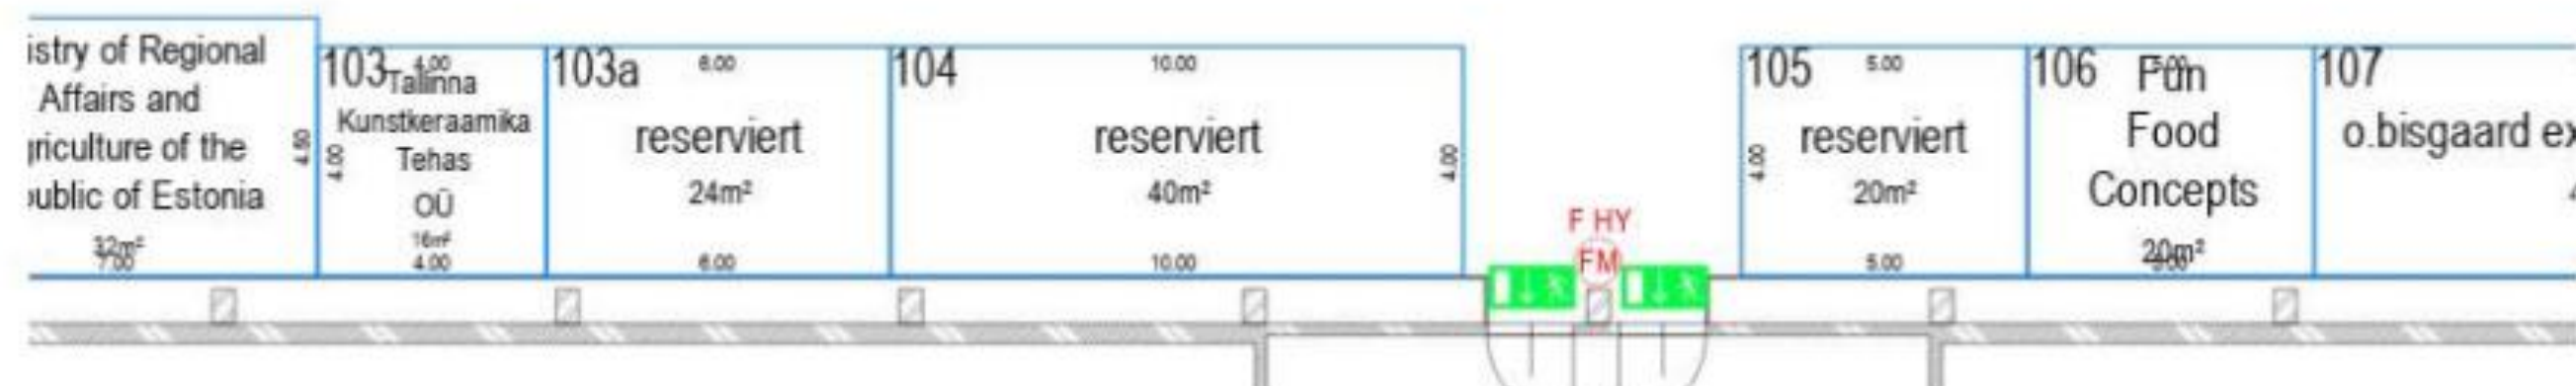 istry of Regional
Affairs and
griculture of the
public of Estonia
32m²
7.00
4.50
103
4.00
Tallinna
Kunstkeraamika
Tehas
OÜ
16m²
4.00
4.00
103a
6.00
reserviert
24m²
6.00
104
10.00
reserviert
40m²
10.00
4.00
F HY
FM
105
5.00
4.00
reserviert
20m²
5.00
106
Fun
Food
Concepts
20m²
107
o.bisgaard ex